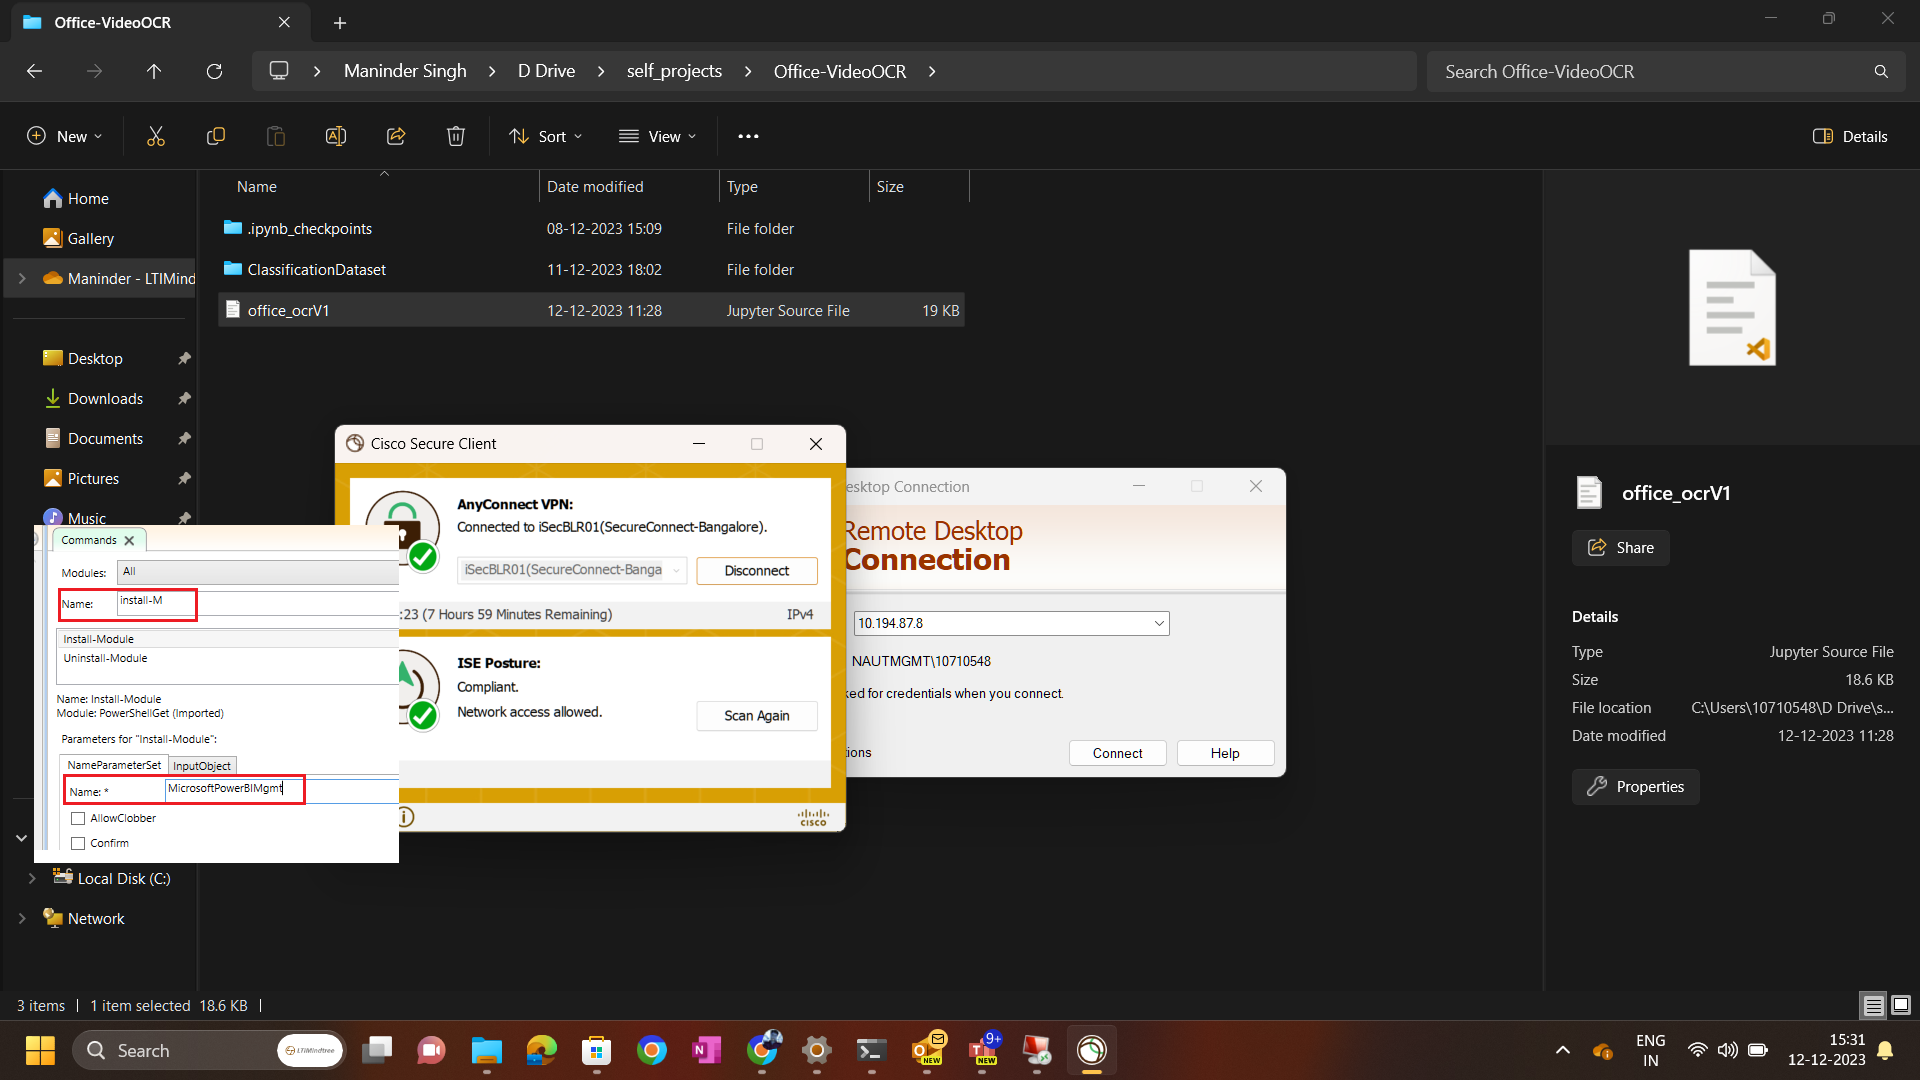 Office-VideoOCR
Maninder Singh
D Drive
self_projects
Office-VideoOCR
Search Office-VideoOCR
New
Sort
View
Details
Name
Date modified
Type
Size
Home
Gallery
Maninder - LTIMind
Desktop
Downloads
Documents
Pictures
Music
Local Disk (C:)
Network
.ipynb_checkpoints 08-12-2023 15:09 File folder
ClassificationDataset 11-12-2023 18:02 File folder
office_ocrV1 12-12-2023 11:28 Jupyter Source File 19 KB
Cisco Secure Client
AnyConnect VPN:
Connected to iSecBLR01(SecureConnect-Bangalore).
iSecBLR01(SecureConnect-Banga
Disconnect
:23 (7 Hours 59 Minutes Remaining)
IPv4
ISE Posture:
Compliant.
Network access allowed.
Scan Again
cisco
esktop Connection
Remote Desktop
Connection
10.194.87.8
NAUTMGMT\10710548
ked for credentials when you connect.
tions
Connect
Help
Commands
Modules: All
Name: install-M
Install-Module
Uninstall-Module
Name: Install-Module
Module: PowerShellGet (Imported)
Parameters for "Install-Module":
NameParameterSet
InputObject
Name: * MicrosoftPowerBIMgmt
AllowClobber
Confirm
office_ocrV1
Share
Details
Type Jupyter Source File
Size 18.6 KB
File location C:\Users\10710548\D Drive\s...
Date modified 12-12-2023 11:28
Properties
3 items
1 item selected 18.6 KB
Search
LTIMindtree
NEW
9+
NEW
ENG
IN
15:31
12-12-2023